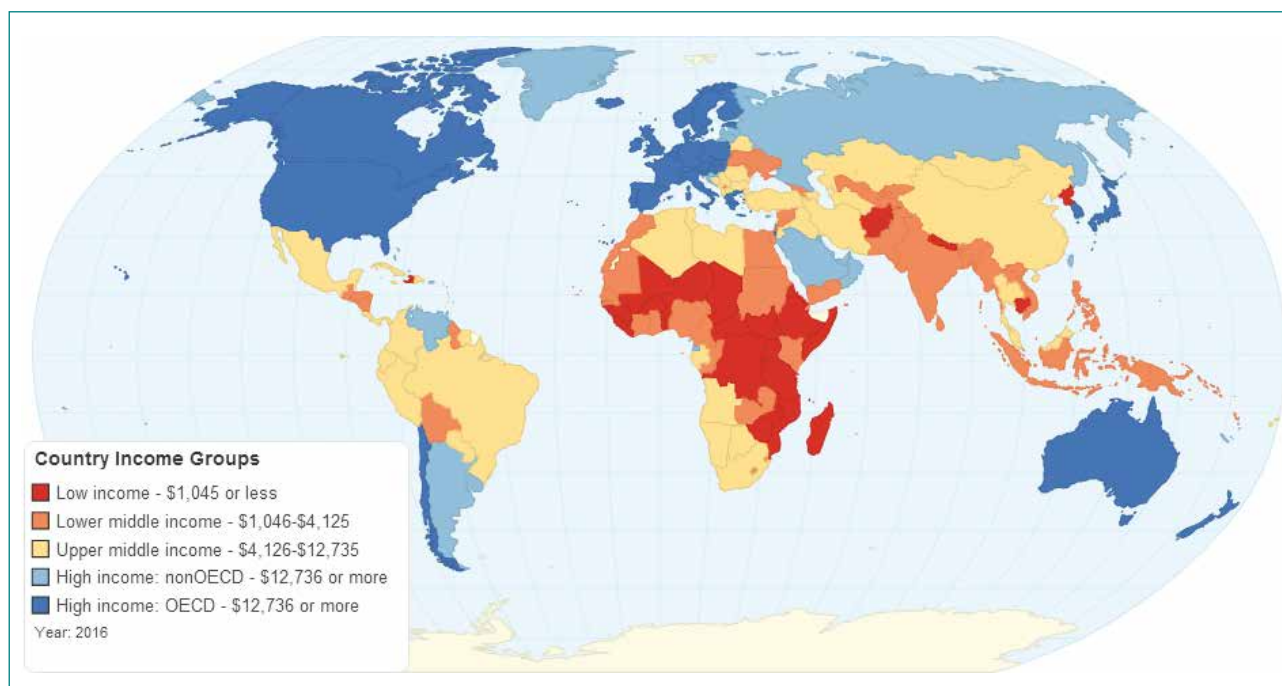 Country Income Groups
Low income - $1,045 or less
Lower middle income - $1,046-$4,125
Upper middle income - $4,126-$12,735
High income: nonOECD - $12,736 or more
High income: OECD - $12,736 or more
Year: 2016